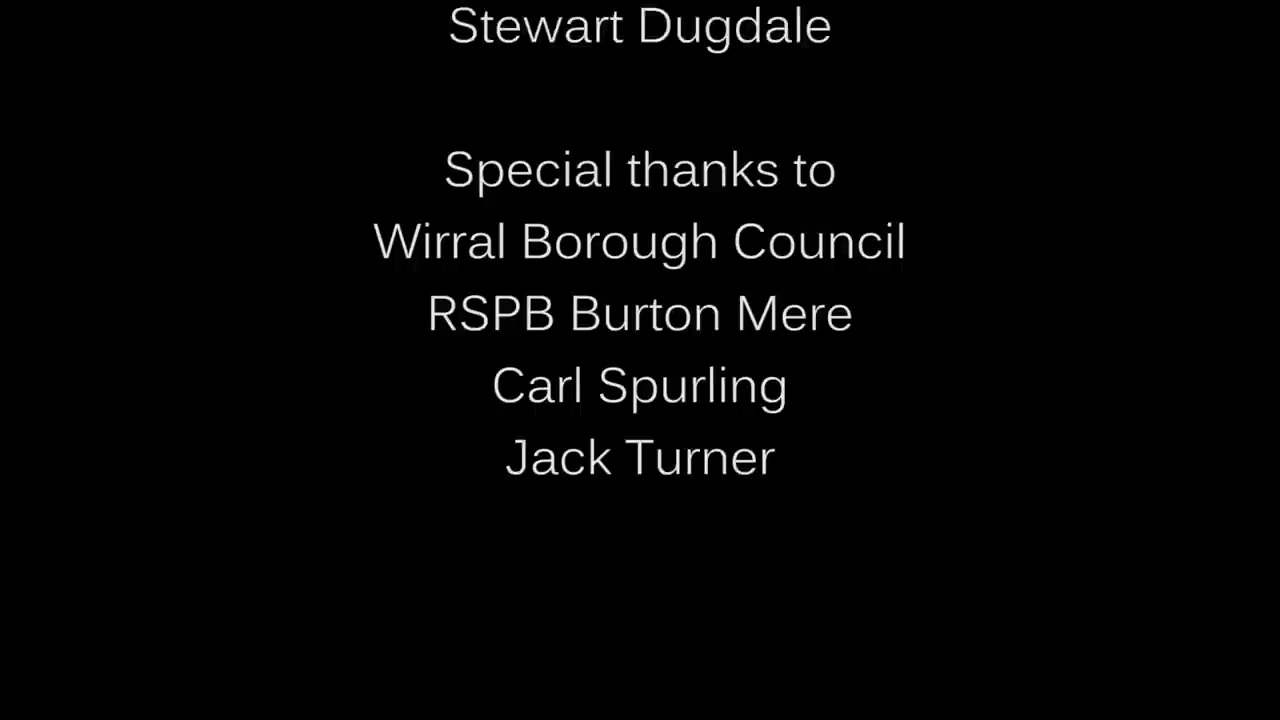 Stewart Dugdale
Special thanks to
Wirral Borough Council
RSPB Burton Mere
Carl Spurling
Jack Turner